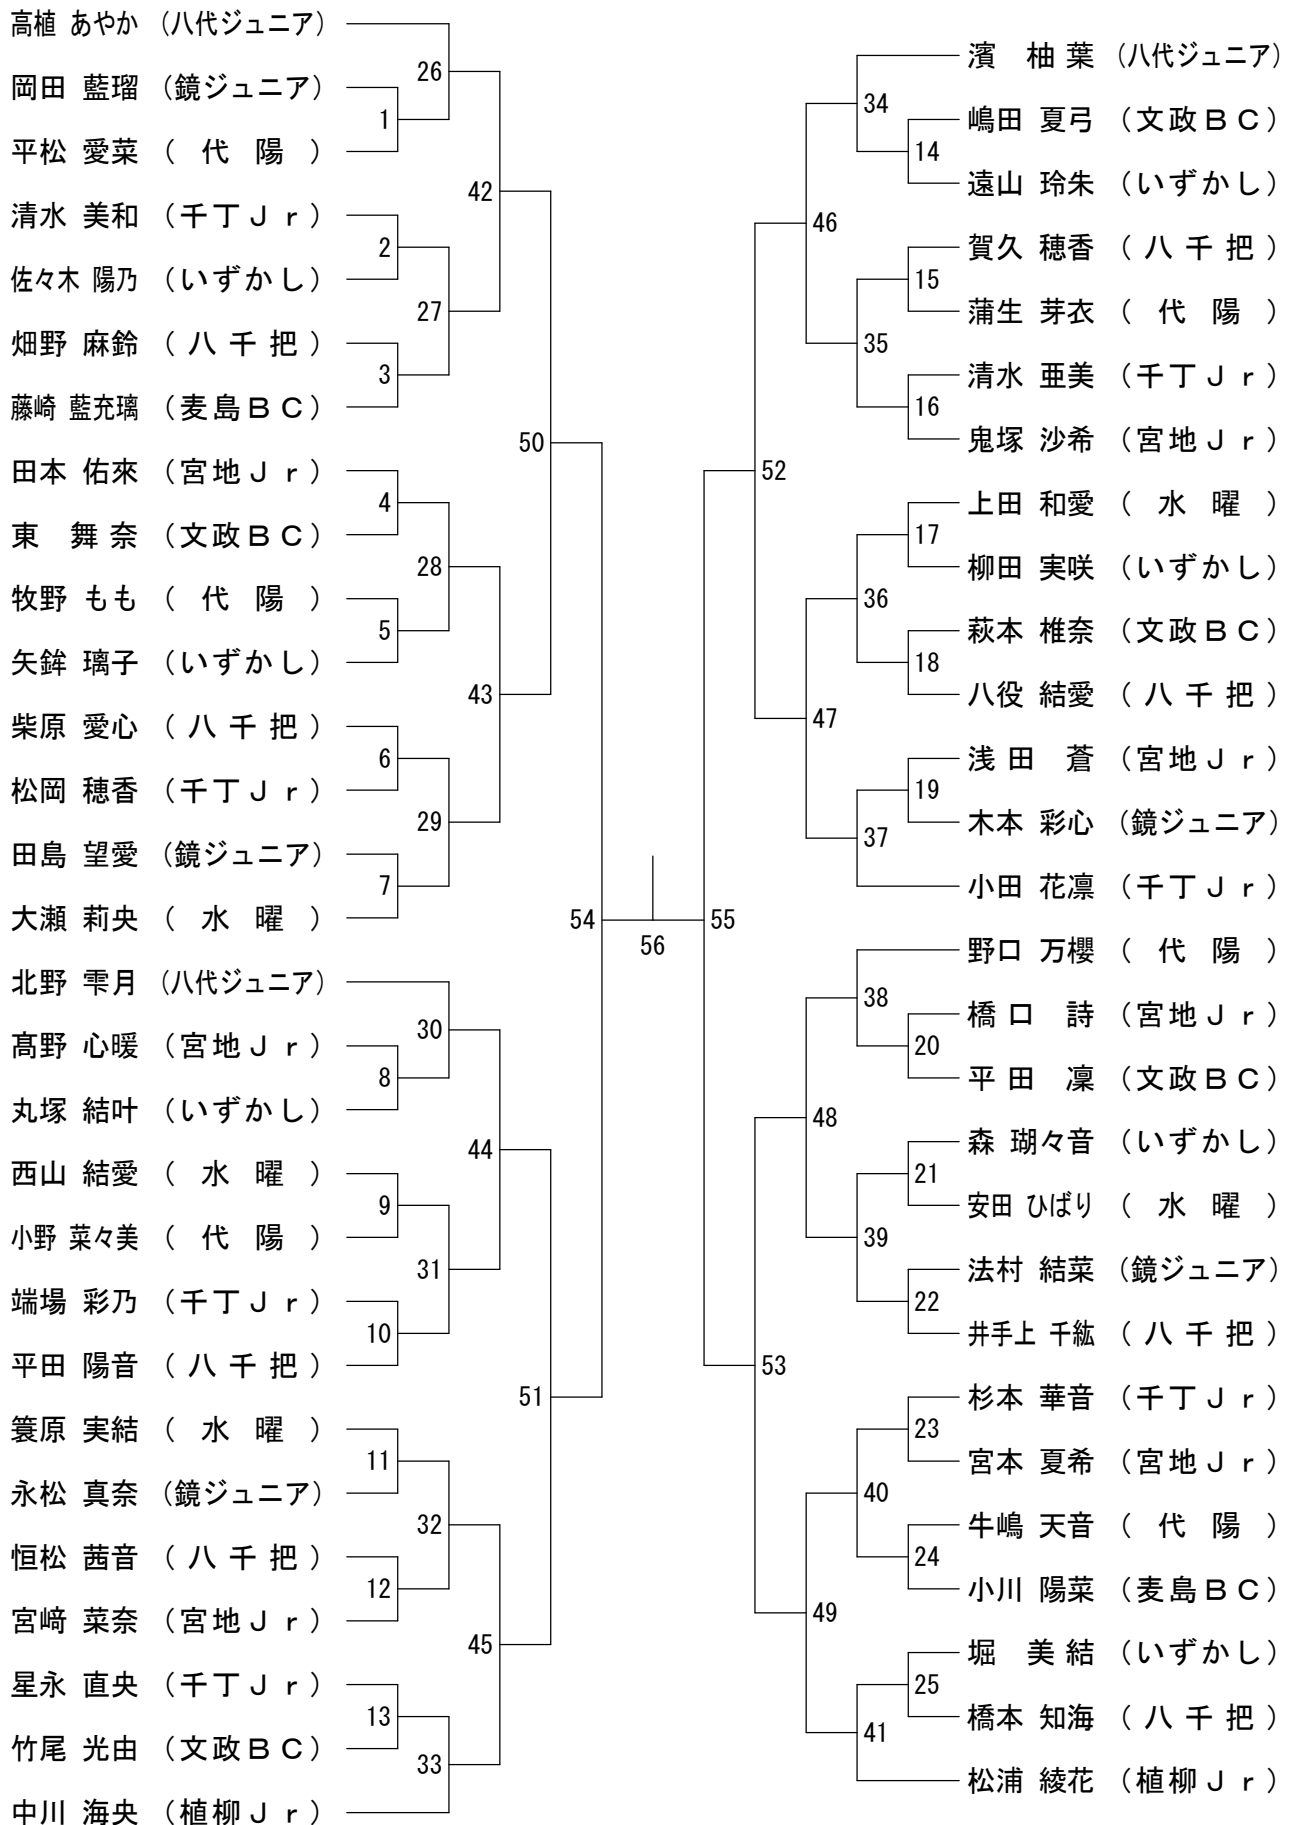 高植 あやか (八代ジュニア)
岡田 藍瑠 (鏡ジュニア)
平松 愛菜 ( 代 陽 )
清水 美和 (千丁Jr)
佐々木 陽乃 (いずかし)
畑野 麻鈴 ( 八 千 把 )
藤崎 藍充璃 (麦島BC)
田本 佑來 (宮地Jr)
東 舞奈 (文政BC)
牧野 もも ( 代 陽 )
矢鉾 璃子 (いずかし)
柴原 愛心 ( 八 千 把 )
松岡 穂香 (千丁Jr)
田島 望愛 (鏡ジュニア)
大瀬 莉央 ( 水 曜 )
北野 雫月 (八代ジュニア)
髙野 心暖 (宮地Jr)
丸塚 結叶 (いずかし)
西山 結愛 ( 水 曜 )
小野 菜々美 ( 代 陽 )
端場 彩乃 (千丁Jr)
平田 陽音 ( 八 千 把 )
簑原 実結 ( 水 曜 )
永松 真奈 (鏡ジュニア)
恒松 茜音 ( 八 千 把 )
宮﨑 菜奈 (宮地Jr)
星永 直央 (千丁Jr)
竹尾 光由 (文政BC)
中川 海央 (植柳Jr)
1
2
3
4
5
6
7
8
9
10
11
12
13
26
27
28
29
30
31
32
33
42
43
44
45
50
51
54
56
55
52
53
46
47
48
49
34
35
36
37
38
39
40
41
14
15
16
17
18
19
20
21
22
23
24
25
濱 柚葉 (八代ジュニア)
嶋田 夏弓 (文政BC)
遠山 玲朱 (いずかし)
賀久 穂香 ( 八 千 把 )
蒲生 芽衣 ( 代 陽 )
清水 亜美 (千丁Jr)
鬼塚 沙希 (宮地Jr)
上田 和愛 ( 水 曜 )
柳田 実咲 (いずかし)
萩本 椎奈 (文政BC)
八役 結愛 ( 八 千 把 )
浅田 蒼 (宮地Jr)
木本 彩心 (鏡ジュニア)
小田 花凛 (千丁Jr)
野口 万櫻 ( 代 陽 )
橋口 詩 (宮地Jr)
平田 凜 (文政BC)
森 瑚々音 (いずかし)
安田 ひばり ( 水 曜 )
法村 結菜 (鏡ジュニア)
井手上 千紘 ( 八 千 把 )
杉本 華音 (千丁Jr)
宮本 夏希 (宮地Jr)
牛嶋 天音 ( 代 陽 )
小川 陽菜 (麦島BC)
堀 美結 (いずかし)
橋本 知海 ( 八 千 把 )
松浦 綾花 (植柳Jr)